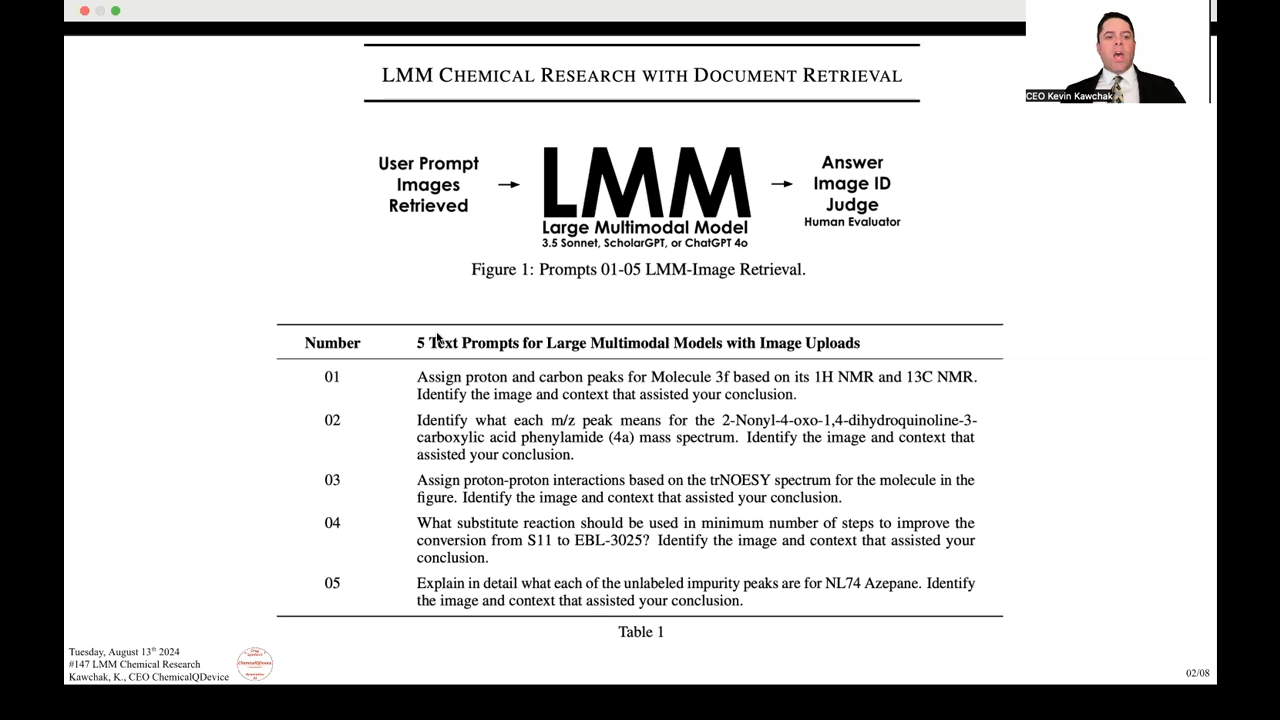 CEO Kevin Kawchak
LMM CHEMICAL RESEARCH WITH DOCUMENT RETRIEVAL
User Prompt
Images
Retrieved
→
LMM
Large Multimodal Model
3.5 Sonnet, ScholarGPT, or ChatGPT 4o
→
Answer
Image ID
Judge
Human Evaluator
Figure 1: Prompts 01-05 LMM-Image Retrieval.
Number 5 Text Prompts for Large Multimodal Models with Image Uploads
01 Assign proton and carbon peaks for Molecule 3f based on its 1H NMR and 13C NMR.
Identify the image and context that assisted your conclusion.
02 Identify what each m/z peak means for the 2-Nonyl-4-oxo-1,4-dihydroquinoline-3-
carboxylic acid phenylamide (4a) mass spectrum. Identify the image and context that
assisted your conclusion.
03 Assign proton-proton interactions based on the trNOESY spectrum for the molecule in the
figure. Identify the image and context that assisted your conclusion.
04 What substitute reaction should be used in minimum number of steps to improve the
conversion from S11 to EBL-3025? Identify the image and context that assisted your
conclusion.
05 Explain in detail what each of the unlabeled impurity peaks are for NL74 Azepane. Identify
the image and context that assisted your conclusion.
Table 1
Tuesday, August 13th 2024
#147 LMM Chemical Research
Kawchak, K., CEO ChemicalQDevice
02/08